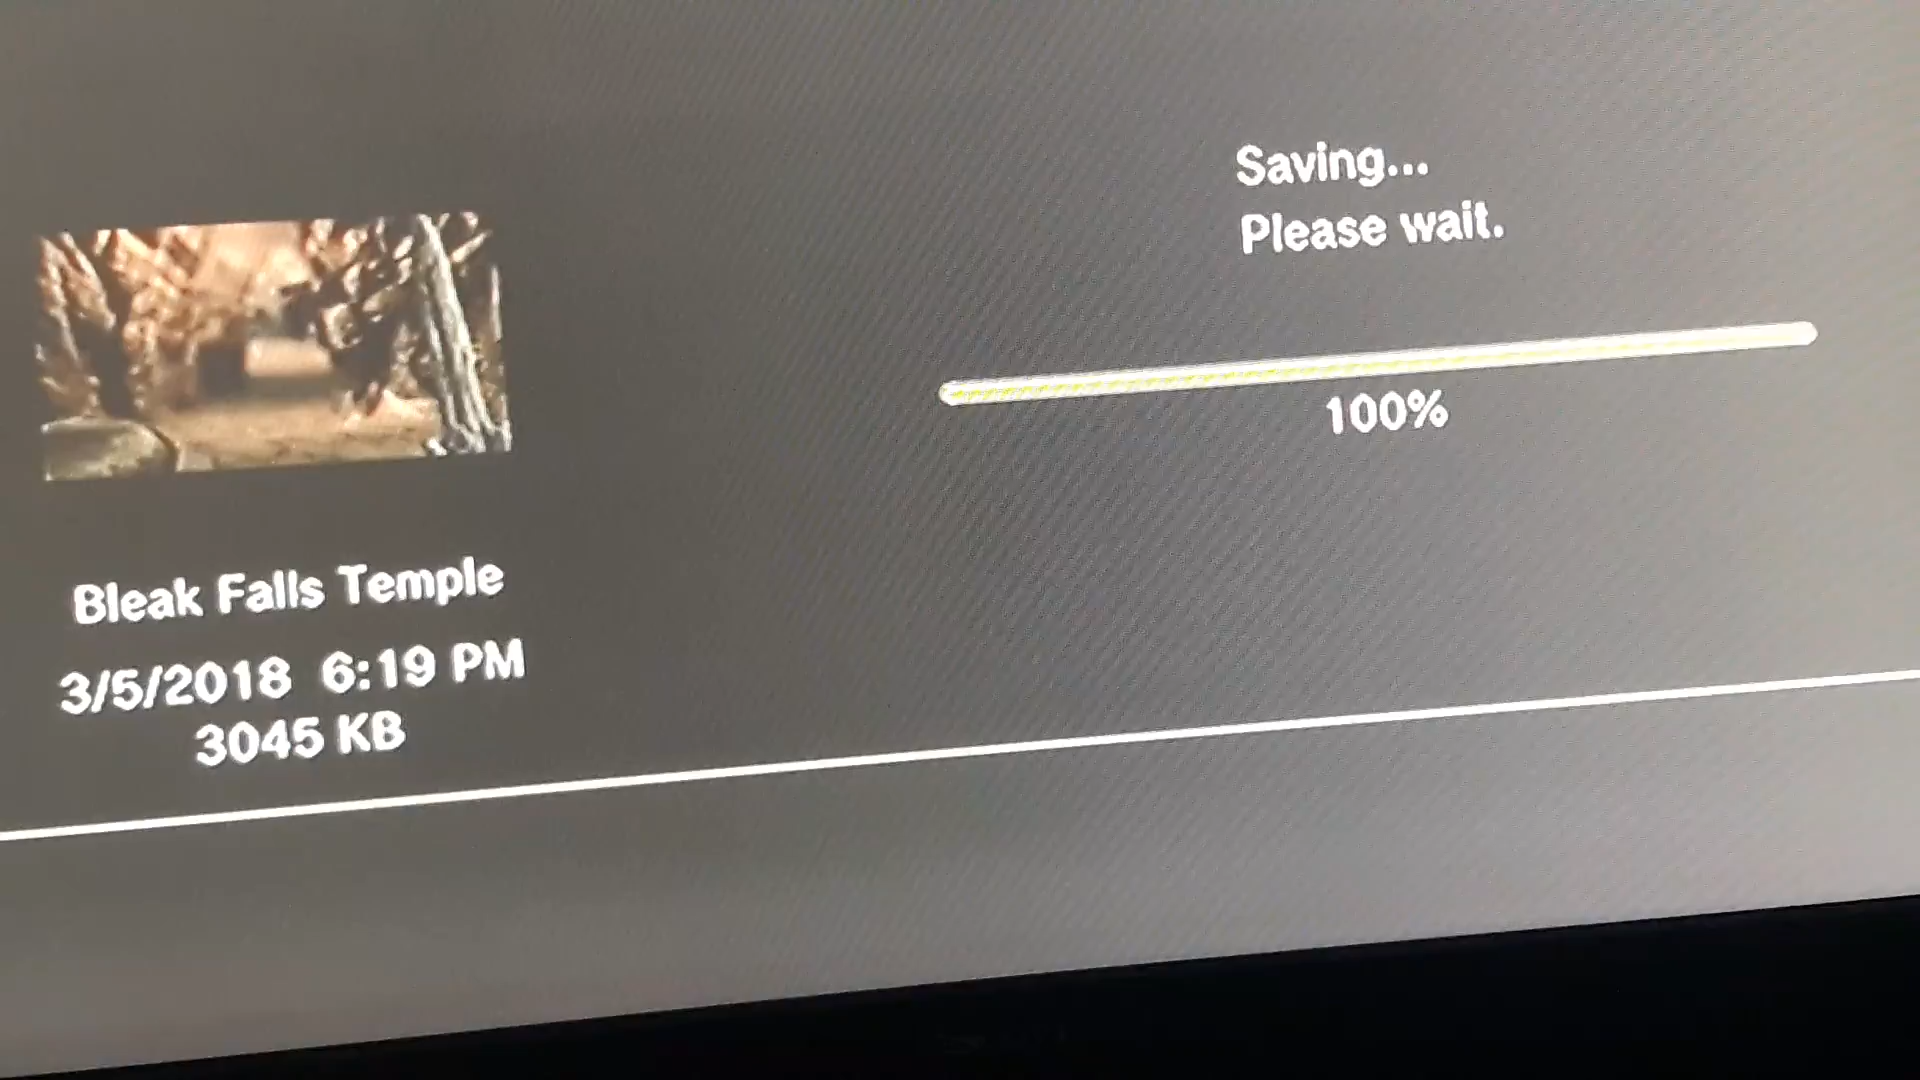 Saving...
Please wait.
100%
Bleak Falls Temple
3/5/2018 6:19 PM
3045 KB